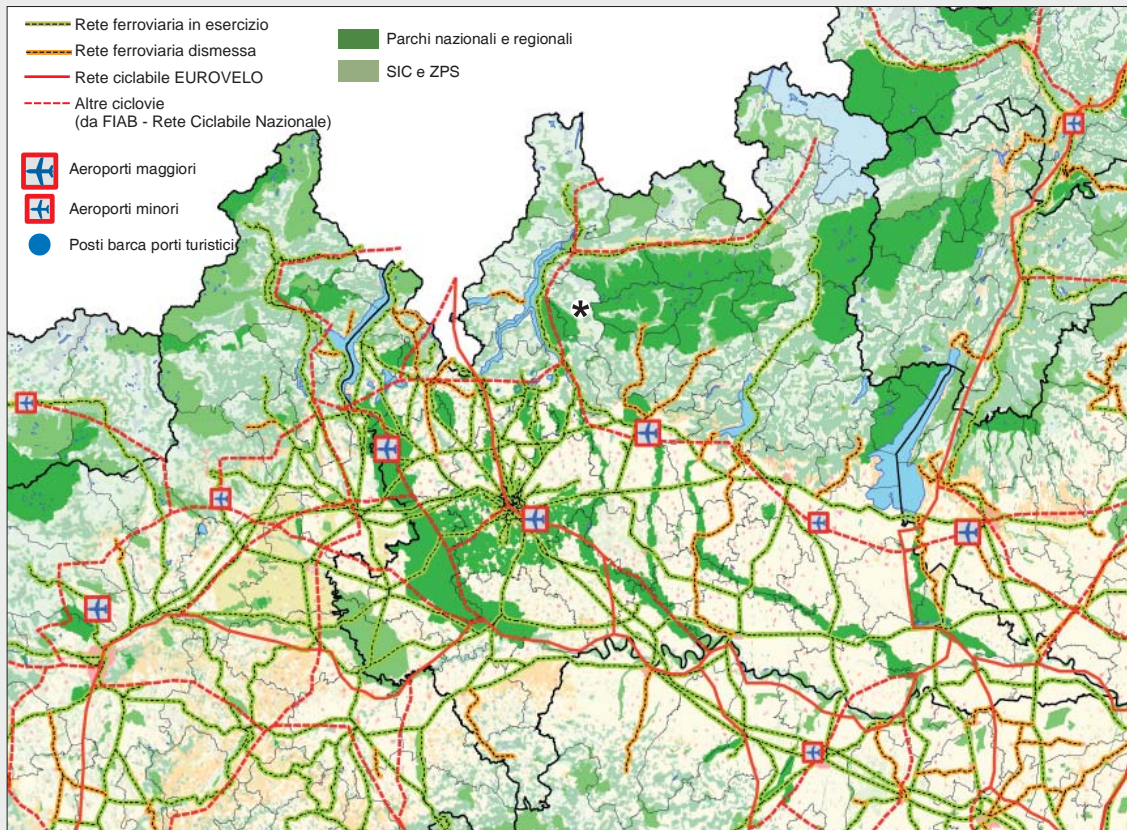 Rete ferroviaria in esercizio
Rete ferroviaria dismessa
Rete ciclabile EUROVELO
Altre ciclovie
(da FIAB - Rete Ciclabile Nazionale)
Aeroporti maggiori
Aeroporti minori
Posti barca porti turistici
Parchi nazionali e regionali
SIC e ZPS
*